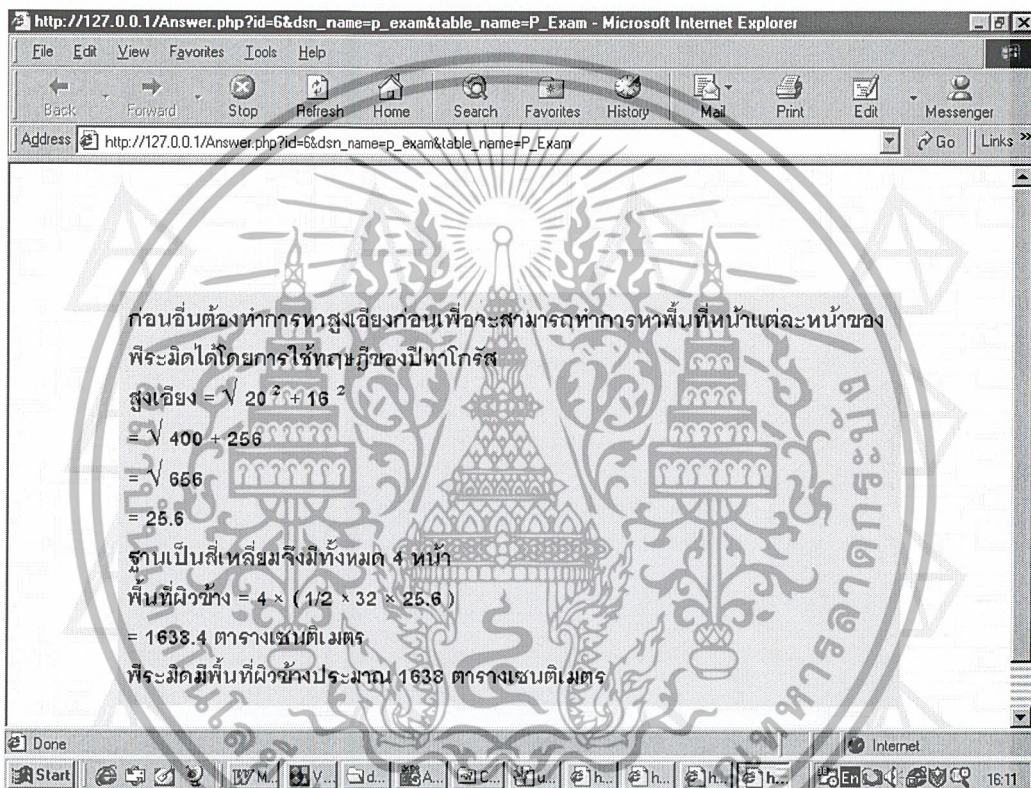 http://127.0.0.1/Answer.php?id=6&dsn_name=p_exam&table_name=P_Exam - Microsoft Internet Explorer
File Edit View Favorites Tools Help
Back Forward Stop Refresh Home Search Favorites History Mail Print Edit Messenger
Address http://127.0.0.1/Answer.php?id=6&dsn_name=p_exam&table_name=P_Exam Go Links »
ก่อนอื่นต้องทำการหาสูงเอียงก่อนเพื่อจะสามารถทำการหาพื้นที่หน้าแต่ละหน้าของ
พีระมิดได้โดยการใช้ทฤษฎีของปีทาโกรัส
สูงเอียง = √ 20 ² + 16 ²
= √ 400 + 256
= √ 656
= 25.6
ฐานเป็นสี่เหลี่ยมจึงมีทั้งหมด 4 หน้า
พื้นที่ผิวข้าง = 4 × ( 1/2 × 32 × 25.6 )
= 1638.4 ตารางเซนติเมตร
พีระมิดมีพื้นที่ผิวข้างประมาณ 1638 ตารางเซนติเมตร
Done Internet
Start M... V... d... A... C... u... h... h... h... h... En 16:11